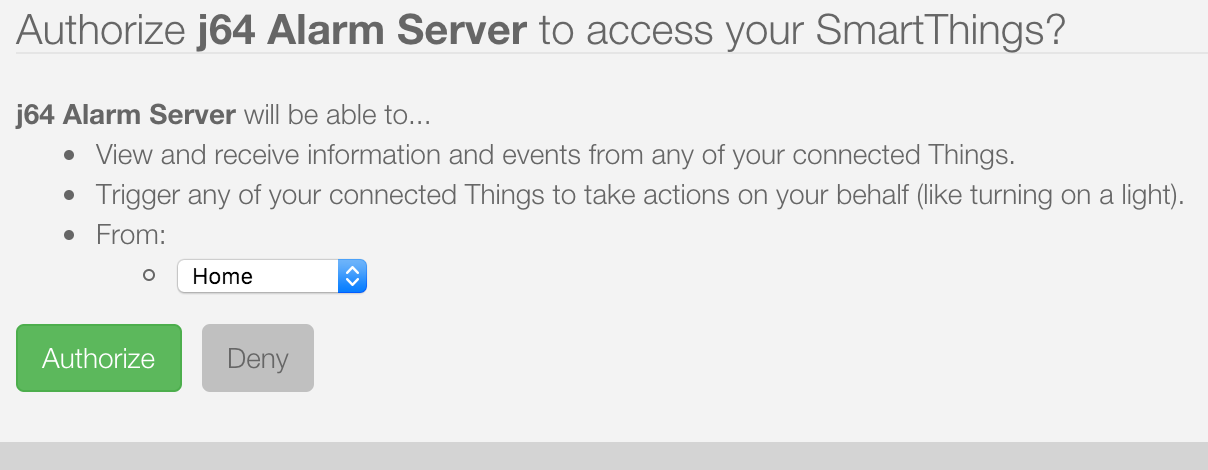 Authorize j64 Alarm Server to access your SmartThings?
j64 Alarm Server will be able to...
View and receive information and events from any of your connected Things.
Trigger any of your connected Things to take actions on your behalf (like turning on a light).
From:
Home
Authorize Deny